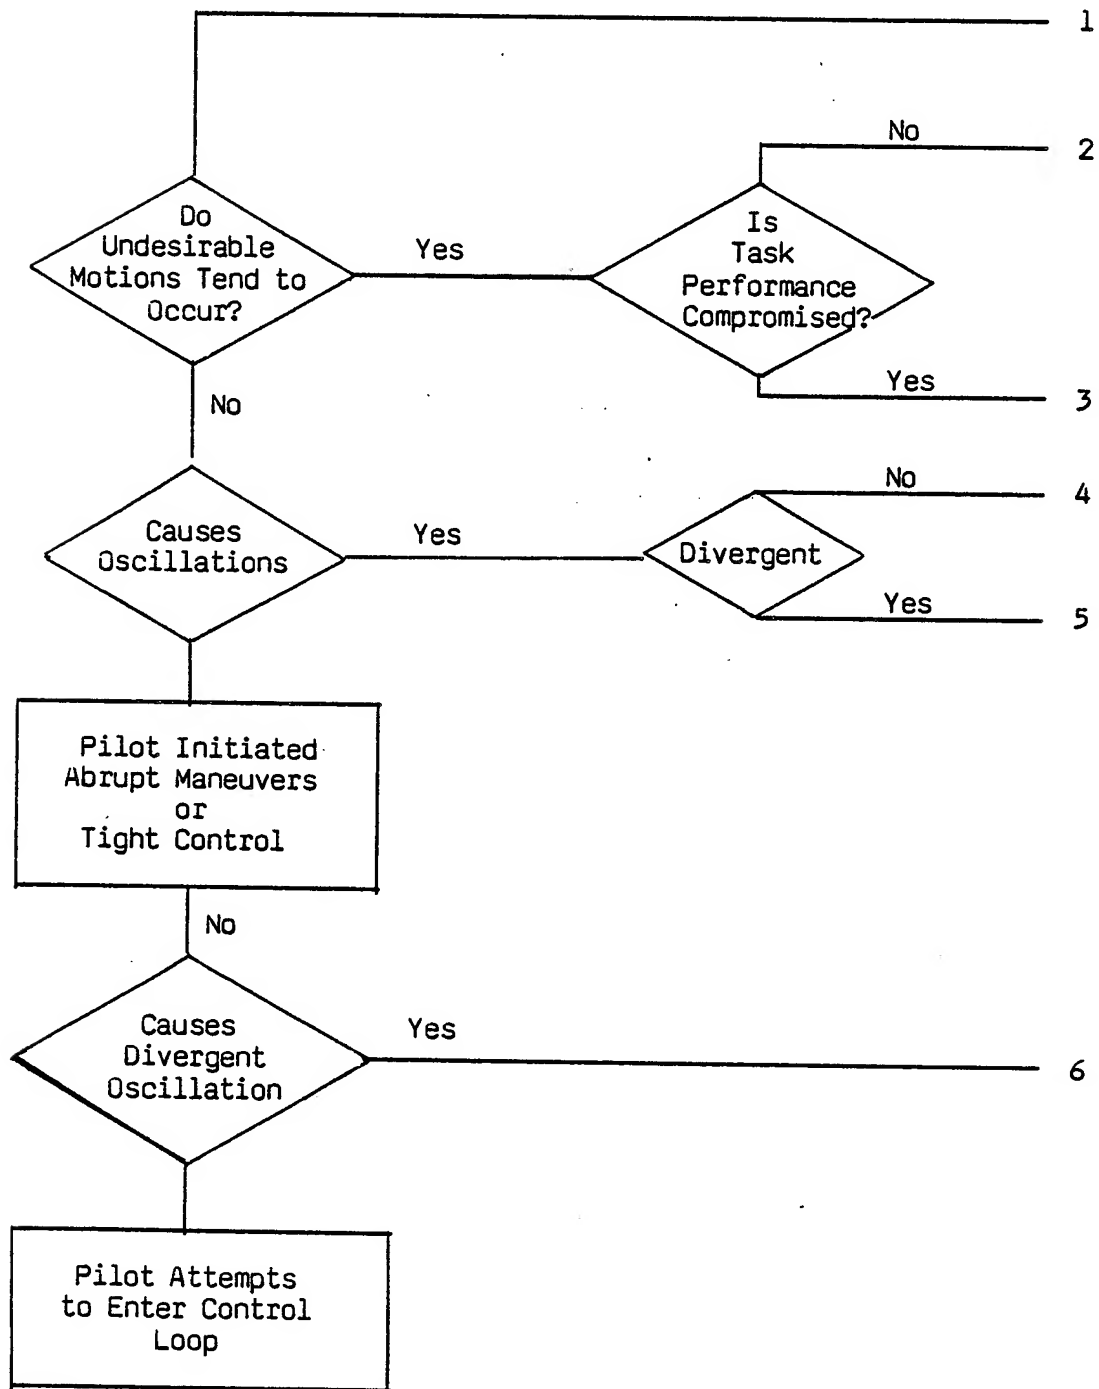 1
No
2
Do
Undesirable
Motions Tend to
Occur?
Yes
Is
Task
Performance
Compromised?
Yes
3
No
No
4
Causes
Oscillations
Yes
Divergent
Yes
5
Pilot Initiated
Abrupt Maneuvers
or
Tight Control
No
Causes
Divergent
Oscillation
Yes
6
Pilot Attempts
to Enter Control
Loop